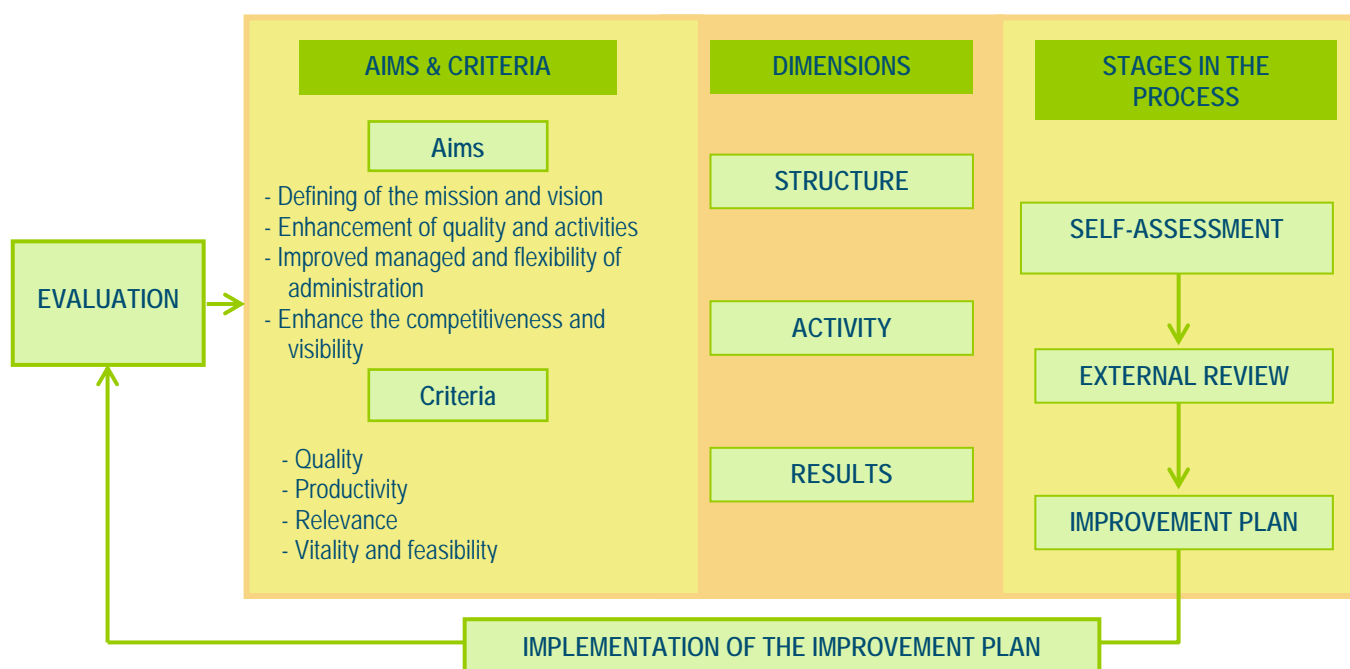 EVALUATION
AIMS & CRITERIA
Aims
- Defining of the mission and vision
- Enhancement of quality and activities
- Improved managed and flexibility of
administration
- Enhance the competitiveness and
visibility
Criteria
- Quality
- Productivity
- Relevance
- Vitality and feasibility
DIMENSIONS
STRUCTURE
ACTIVITY
RESULTS
STAGES IN THE
PROCESS
SELF-ASSESSMENT
EXTERNAL REVIEW
IMPROVEMENT PLAN
IMPLEMENTATION OF THE IMPROVEMENT PLAN